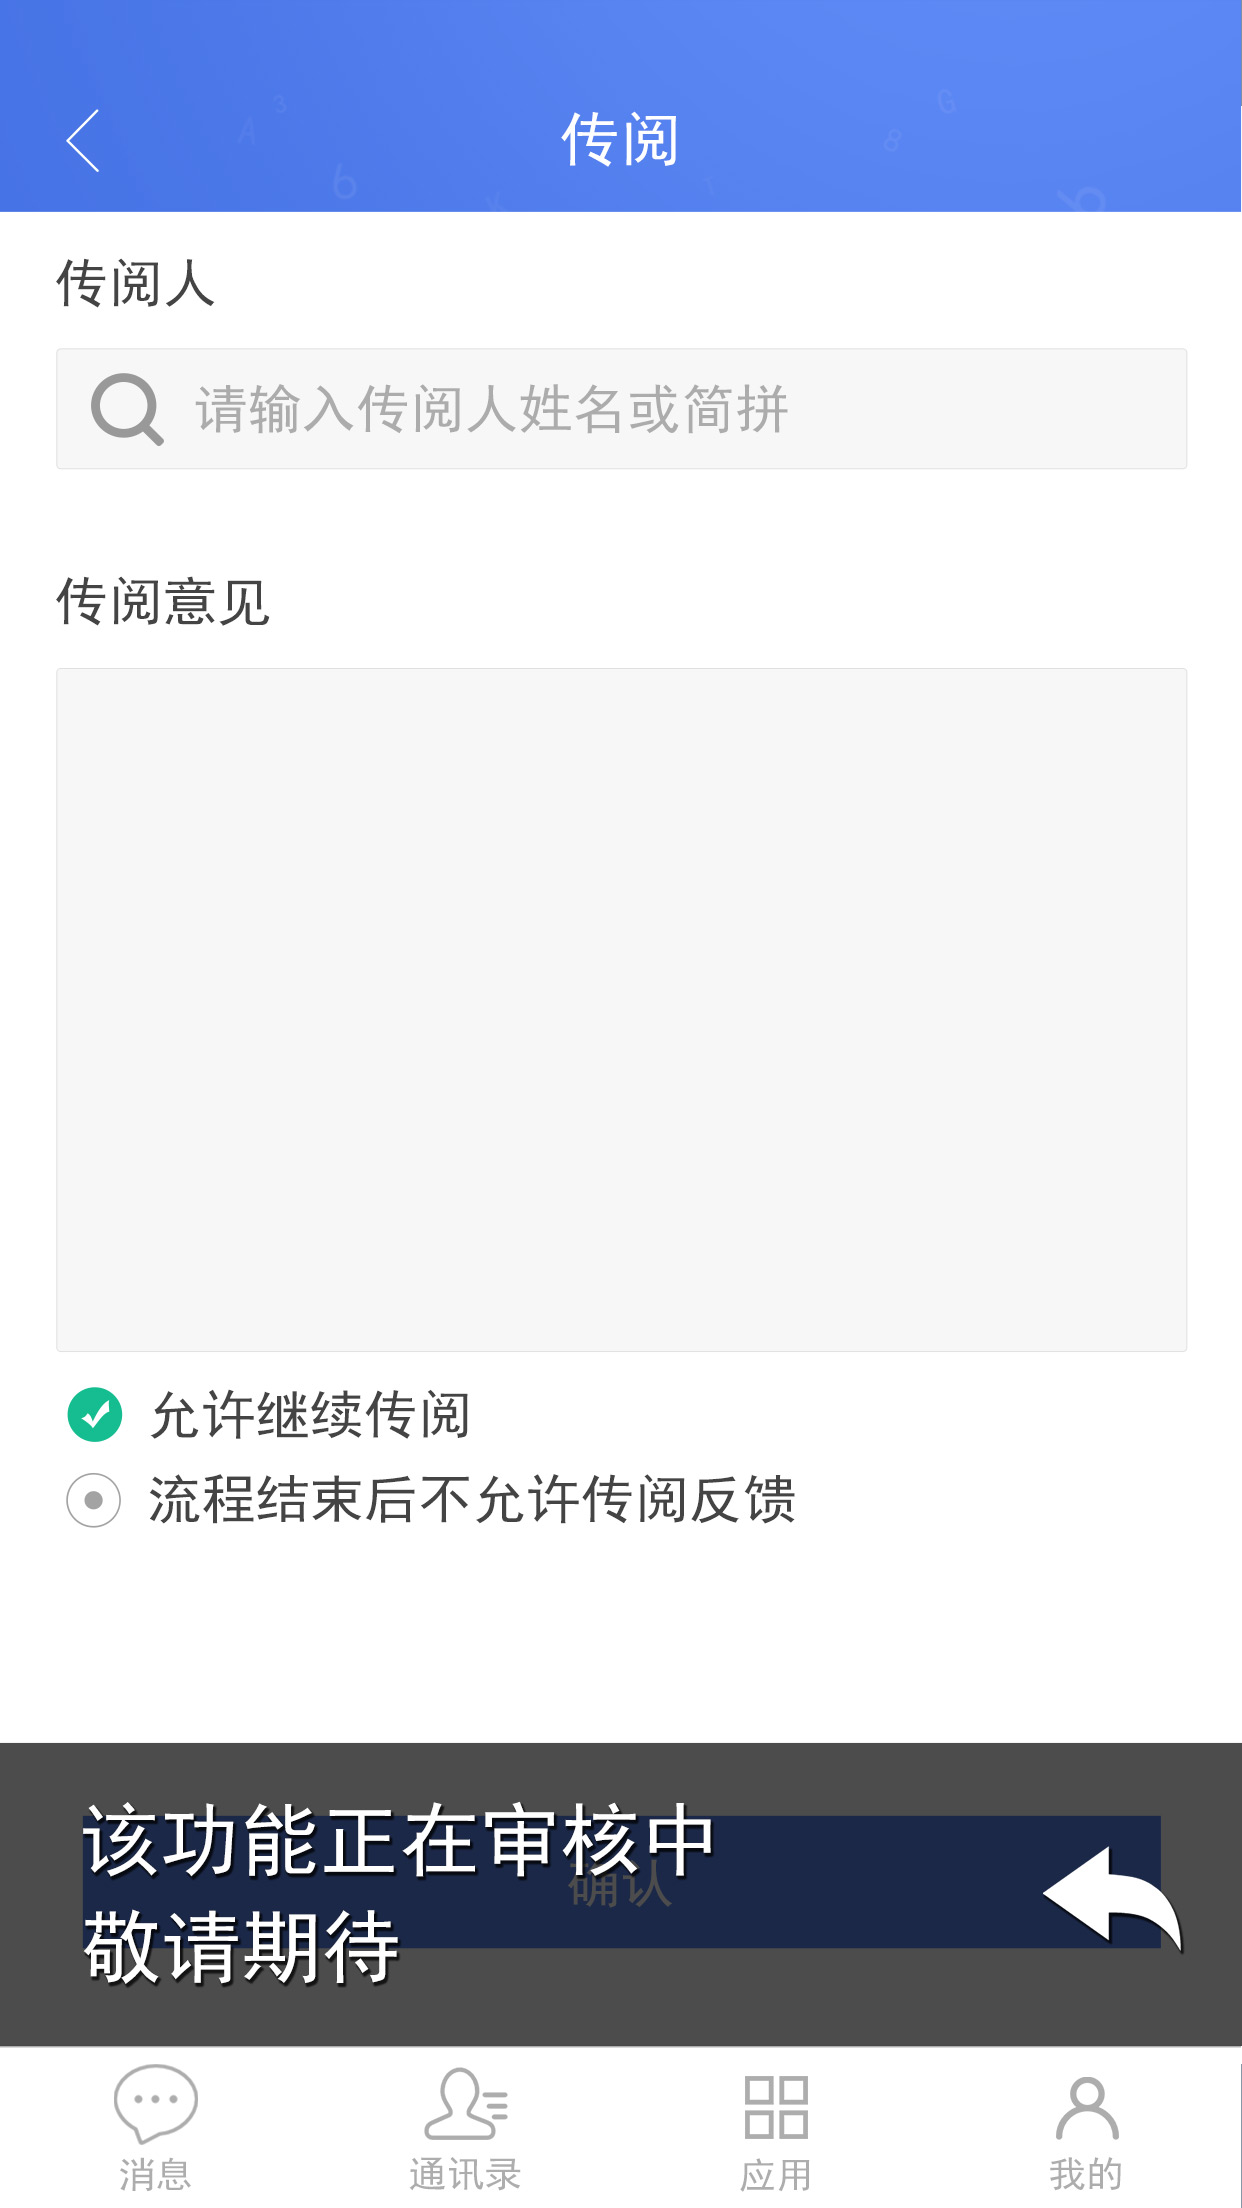 传阅
传阅人
请输入传阅人姓名或简拼
传阅意见
允许继续传阅
流程结束后不允许传阅反馈
该功能正在审核中
确认
敬请期待
消息
通讯录
应用
我的